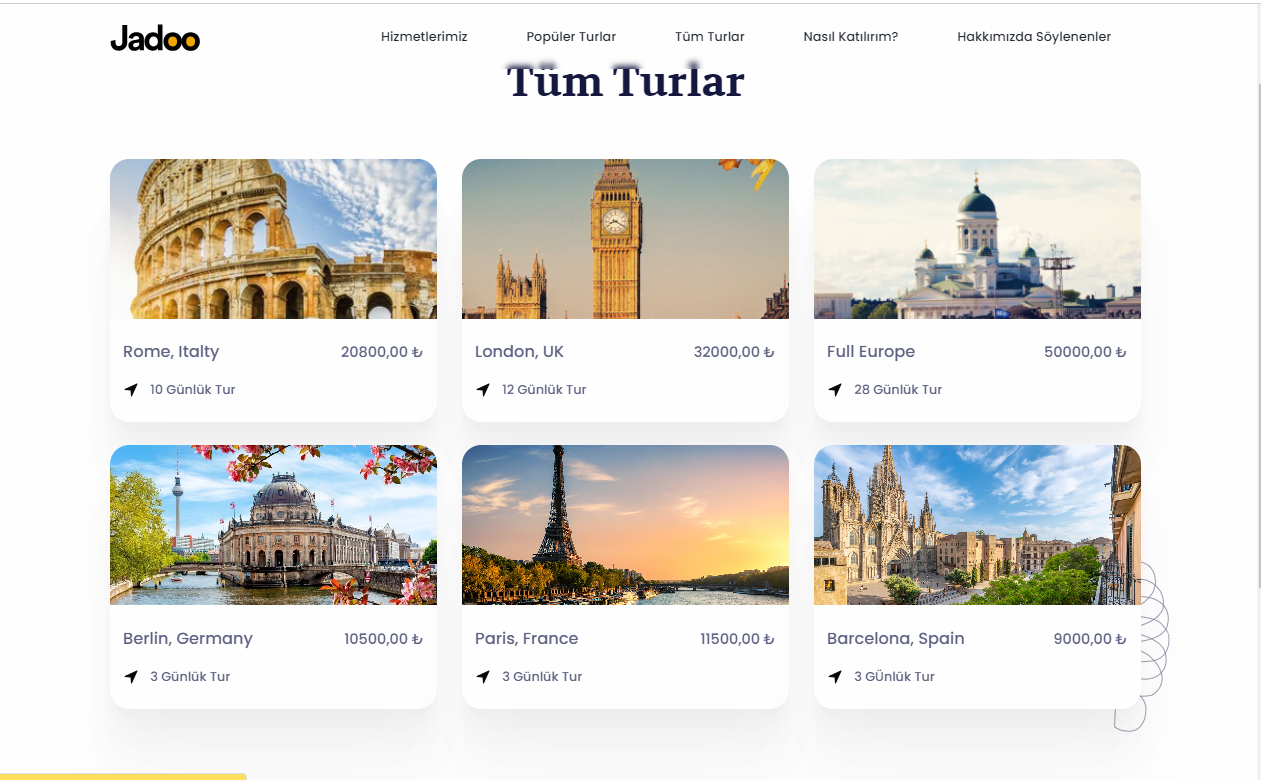 Jadoo
Hizmetlerimiz Popüler Turlar Tüm Turlar Nasıl Katılırım? Hakkımızda Söylenenler
Tüm Turlar
Rome, Italty 20800,00 ₺
10 Günlük Tur
London, UK 32000,00 ₺
12 Günlük Tur
Full Europe 50000,00 ₺
28 Günlük Tur
Berlin, Germany 10500,00 ₺
3 Günlük Tur
Paris, France 11500,00 ₺
3 Günlük Tur
Barcelona, Spain 9000,00 ₺
3 GÜnlük Tur